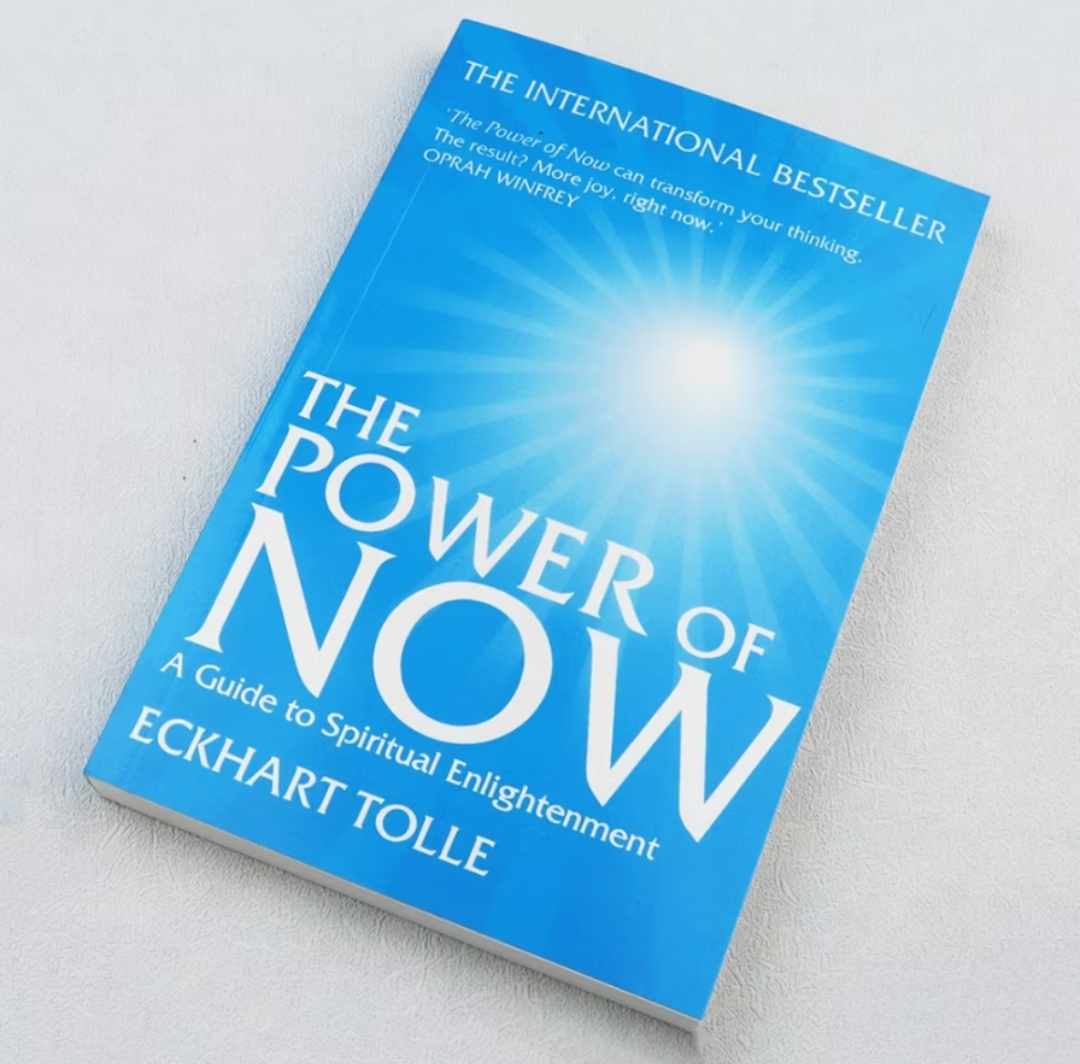 THE INTERNATIONAL BESTSELLER
'The Power of Now can transform your thinking.
The result? More joy, right now.'
OPRAH WINFREY
THE
POWER OF
NOW
A Guide to Spiritual Enlightenment
ECKHART TOLLE